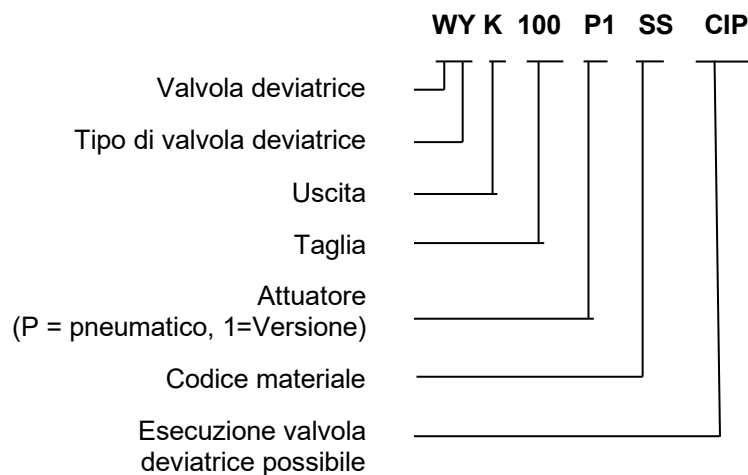 WY K 100 P1 SS CIP
Valvola deviatrice
Tipo di valvola deviatrice
Uscita
Taglia
Attuatore
(P = pneumatico, 1=Versione)
Codice materiale
Esecuzione valvola
deviatrice possibile